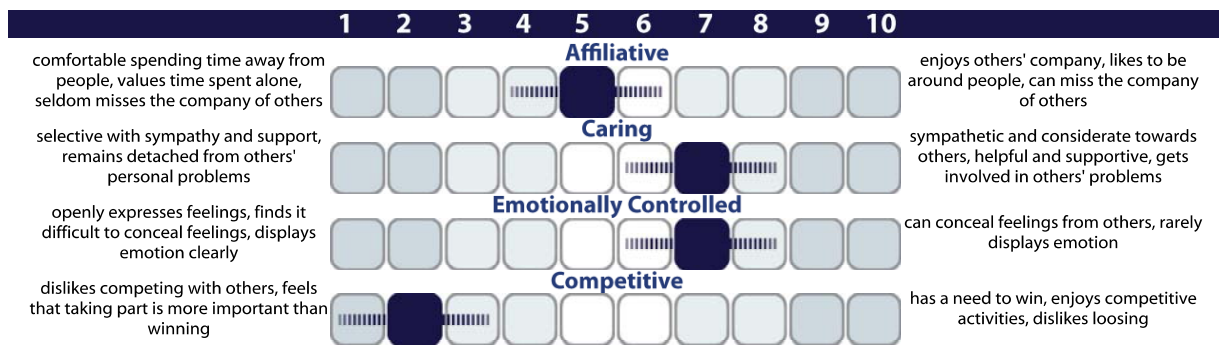 1 2 3 4 5 6 7 8 9 10
Affiliative
comfortable spending time away from
people, values time spent alone,
seldom misses the company of others
enjoys others' company, likes to be
around people, can miss the company
of others
Caring
selective with sympathy and support,
remains detached from others'
personal problems
sympathetic and considerate towards
others, helpful and supportive, gets
involved in others' problems
Emotionally Controlled
openly expresses feelings, finds it
difficult to conceal feelings, displays
emotion clearly
can conceal feelings from others, rarely
displays emotion
Competitive
dislikes competing with others, feels
that taking part is more important than
winning
has a need to win, enjoys competitive
activities, dislikes loosing